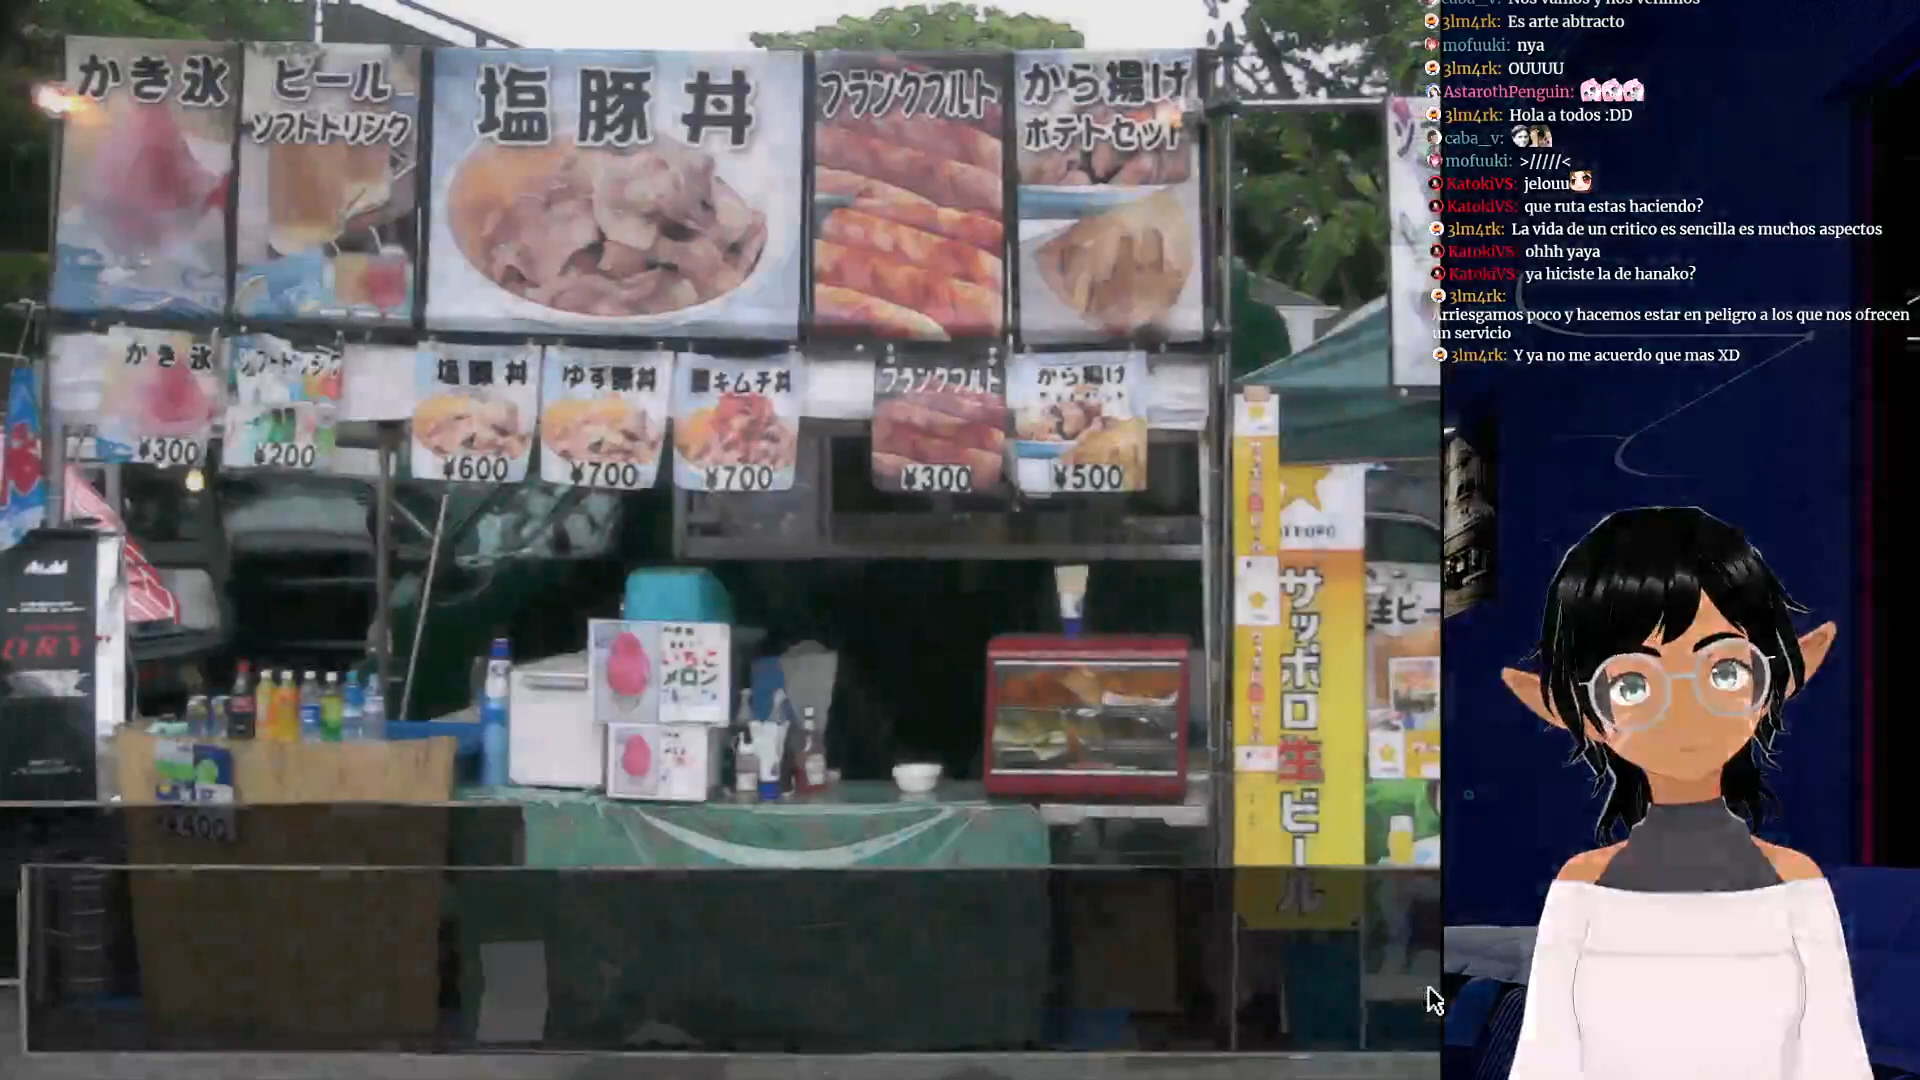 かき氷
ビール
ソフトドリンク
塩豚丼
フランクフルト
から揚げ
ポテトセット
かき氷
¥300
¥200
塩豚丼
¥600
ゆず豚丼
¥700
豚キムチ丼
¥700
フランクフルト
¥300
から揚げ
¥500
Asahi
DRY
いちご
メロン
¥400
サッポロ生ビール
生ビー
3lm4rk: Es arte abtracto
mofuuki: nya
3lm4rk: OUUUU
AstarothPenguin:
3lm4rk: Hola a todos :DD
caba_v:
mofuuki: >/////<
KatokiVS: jelouu
KatokiVS: que ruta estas haciendo?
3lm4rk: La vida de un critico es sencilla es muchos aspectos
KatokiVS: ohhh yaya
KatokiVS: ya hiciste la de hanako?
3lm4rk:
Arriesgamos poco y hacemos estar en peligro a los que nos ofrecen
un servicio
3lm4rk: Y ya no me acuerdo que mas XD